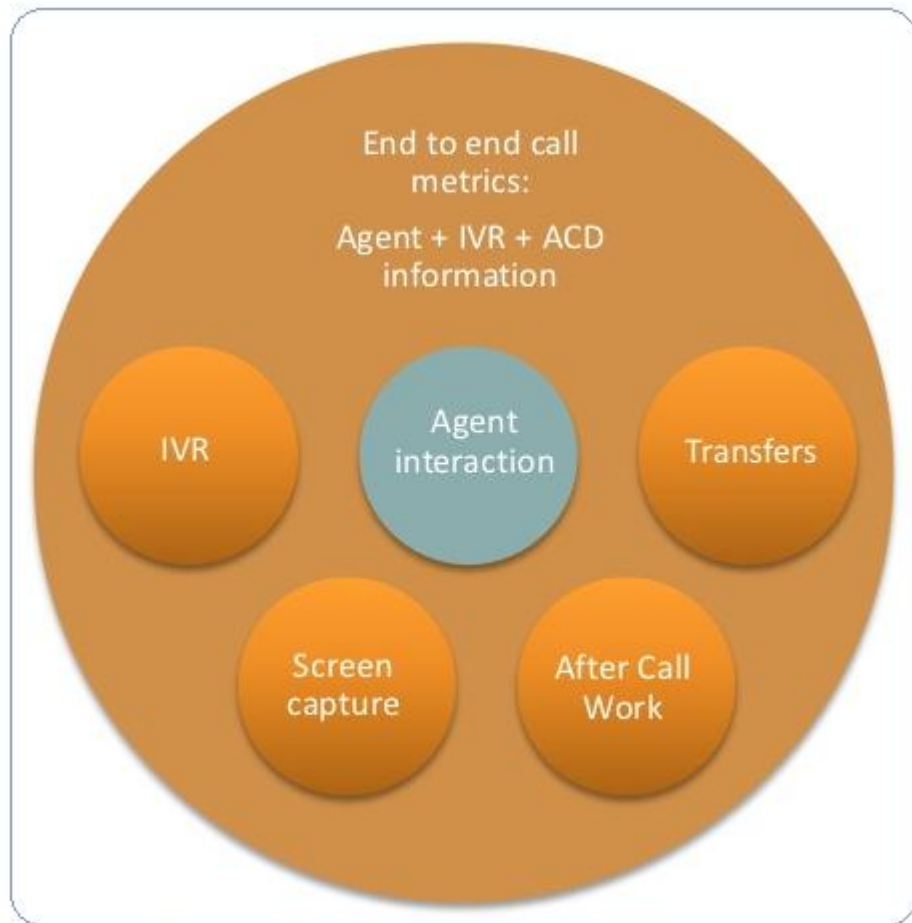 End to end call
metrics:
Agent + IVR + ACD
information
IVR
Agent
interaction
Transfers
Screen
capture
After Call
Work